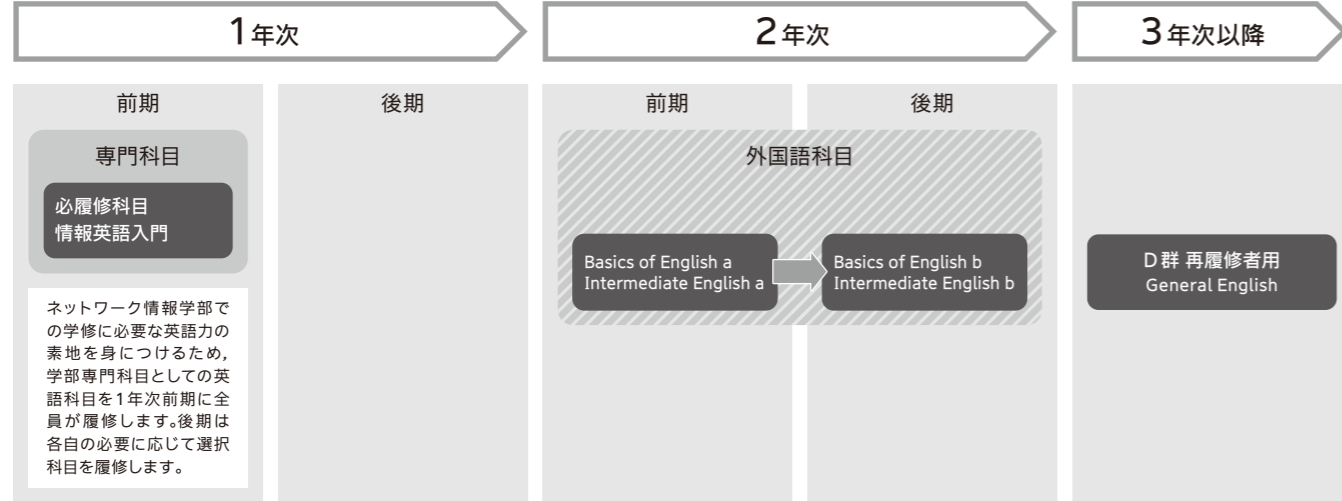 1年次
2年次
3年次以降
前期
後期
前期
後期
専門科目
必履修科目
情報英語入門
ネットワーク情報学部で
の学修に必要な英語力の
素地を身につけるため,
学部専門科目としての英
語科目を1年次前期に全
員が履修します。後期は
各自の必要に応じて選択
科目を履修します。
外国語科目
Basics of English a
Intermediate English a
Basics of English b
Intermediate English b
D群 再履修者用
General English